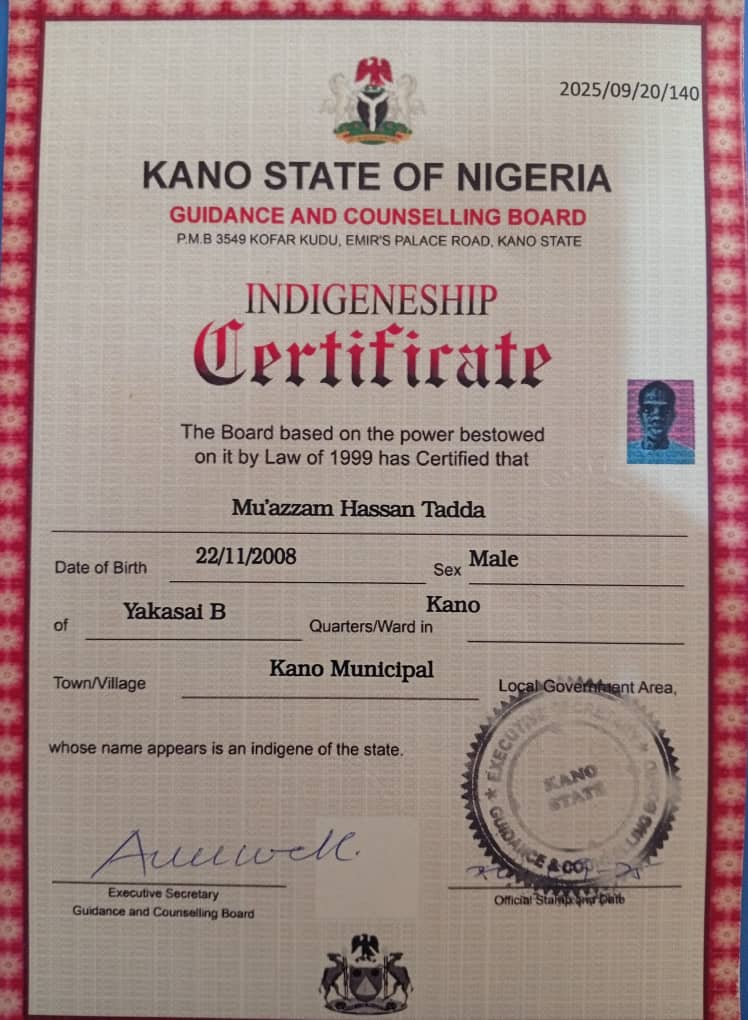 2025/09/20/140
KANO STATE OF NIGERIA
GUIDANCE AND COUNSELLING BOARD
P.M.B 3549 KOFAR KUDU, EMIR'S PALACE ROAD, KANO STATE
INDIGENESHIP
Certificate
The Board based on the power bestowed
on it by Law of 1999 has Certified that
Mu'azzam Hassan Tadda
Date of Birth 22/11/2008 Sex Male
of Yakasai B Quarters/Ward in Kano
Town/Village Kano Municipal Local Government Area,
whose name appears is an indigene of the state.
EXECUTIVE
KANO
STATE
GUIDANCE &
Executive Secretary
Guidance and Counselling Board
Official Stamp and Date